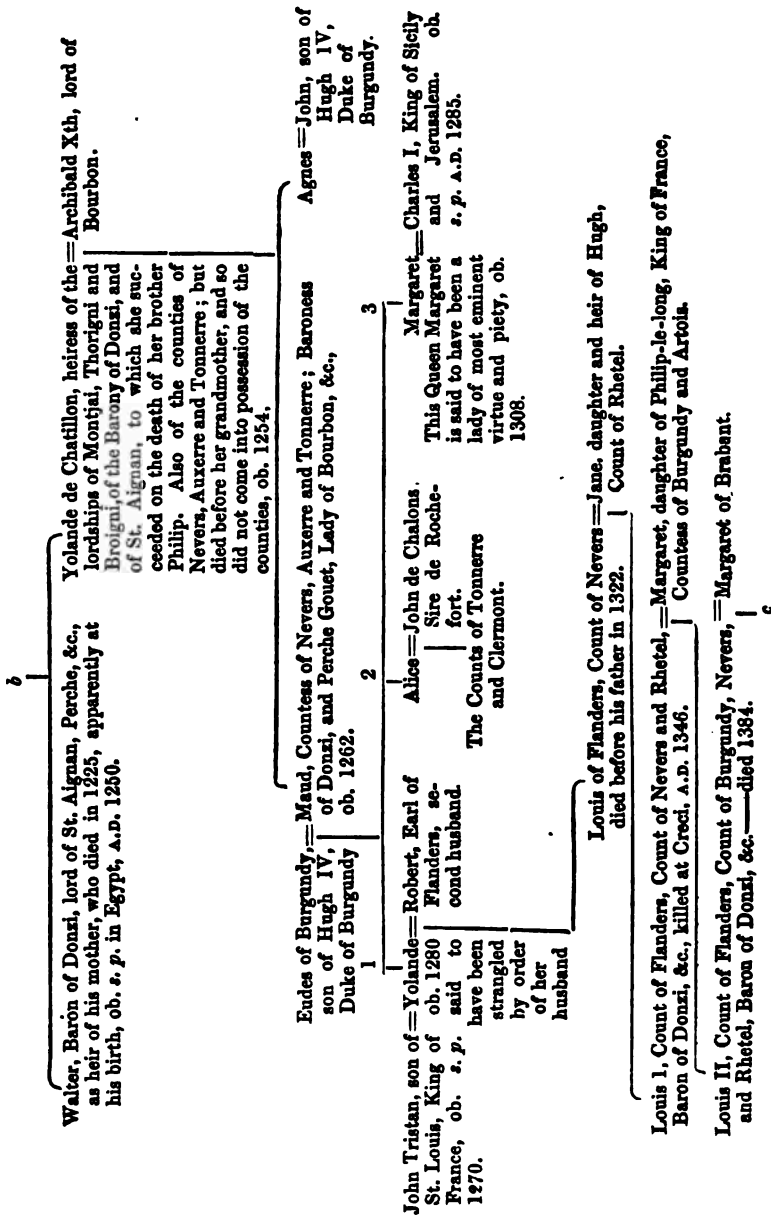 b
Walter, Baron of Donzi, lord of St. Aignan, Perche, &c.,
as heir of his mother, who died in 1225, apparently at
his birth, ob. s. p. in Egypt, A.D. 1250.
Yolande de Chatillon, heiress of the = Archibald Xth, lord of
lordships of Montjai, Thorigni and Bourbon.
Broigni, of the Barony of Donzi, and
of St. Aignan, to which she suc-
ceeded on the death of her brother
Philip. Also of the counties of
Nevers, Auxerre and Tonnerre; but
died before her grandmother, and so
did not come into possession of the
counties, ob. 1254.
Eudes of Burgundy, = Maud, Countess of Nevers, Auxerre and Tonnerre; Baroness
son of Hugh IV, of Donzi, and Perche Gouet, Lady of Bourbon, &c.,
Duke of Burgundy ob. 1262.
Agnes = John, son of
Hugh IV,
Duke of
Burgundy.
1 2 3
John Tristan, son of = Yolande = Robert, Earl of
St. Louis, King of ob. 1280 Flanders, se-
France, ob. s. p. said to cond husband.
1270. have been
strangled
by order
of her
husband
Alice = John de Chalons.
Sire de Roche-
fort.
The Counts of Tonnerre
and Clermont.
Margaret = Charles I, King of Sicily
This Queen Margaret and Jerusalem. ob.
is said to have been a s. p. A.D. 1285.
lady of most eminent
virtue and piety, ob.
1308.
Louis of Flanders, Count of Nevers = Jane, daughter and heir of Hugh,
died before his father in 1322. Count of Rhetel.
Louis I, Count of Flanders, Count of Nevers and Rhetel, = Margaret, daughter of Philip-le-long, King of France,
Baron of Donzi, &c., killed at Creci, A.D. 1346. Countess of Burgundy and Artois.
Louis II, Count of Flanders, Count of Burgundy, Nevers, = Margaret of Brabant.
and Rhetel, Baron of Donzi, &c.—died 1384.
c